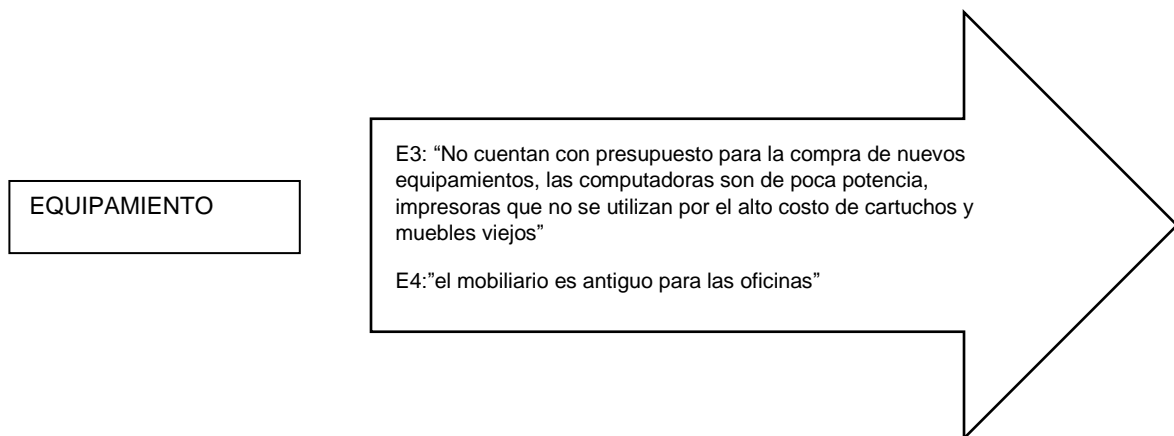 EQUIPAMIENTO
E3: “No cuentan con presupuesto para la compra de nuevos
equipamientos, las computadoras son de poca potencia,
impresoras que no se utilizan por el alto costo de cartuchos y
muebles viejos”
E4:”el mobiliario es antiguo para las oficinas”